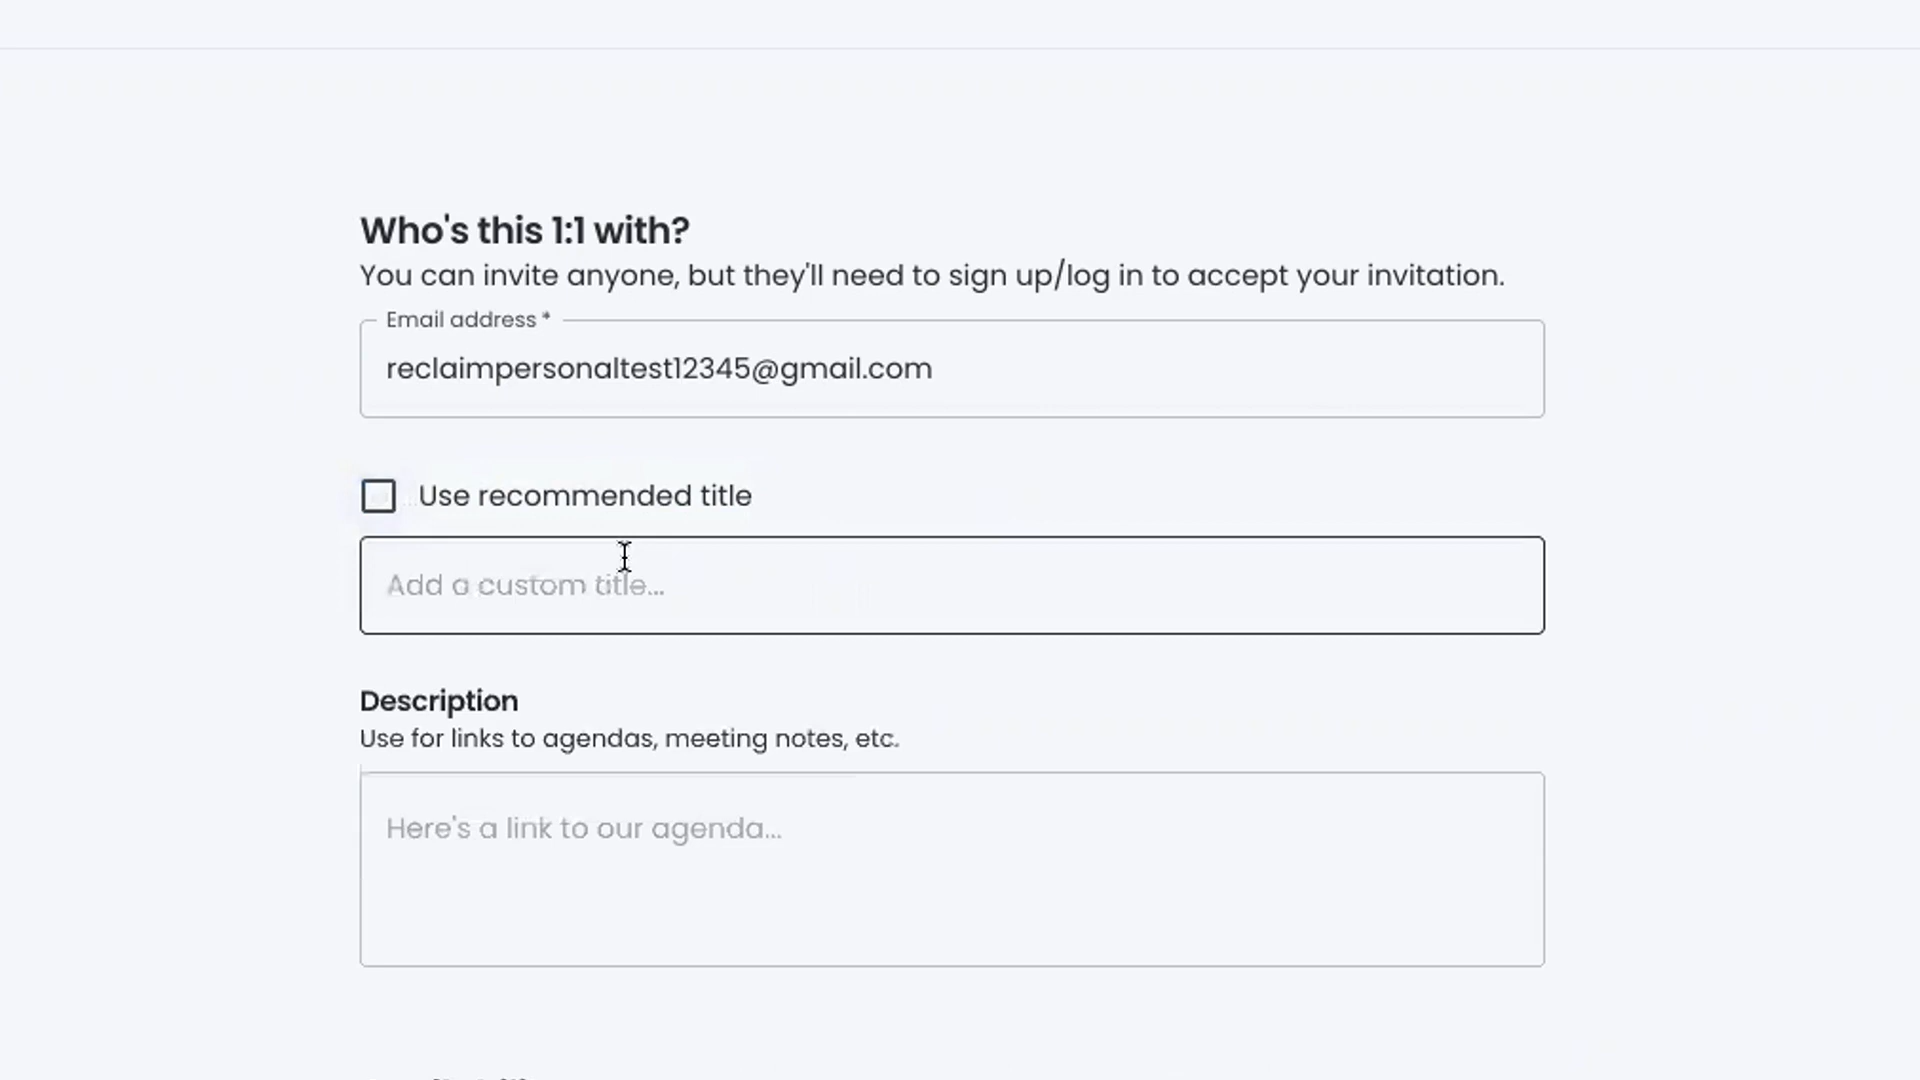 Who's this 1:1 with?
You can invite anyone, but they'll need to sign up/log in to accept your invitation.
Email address *
reclaimpersonaltest12345@gmail.com
Use recommended title
Add a custom title...
Description
Use for links to agendas, meeting notes, etc.
Here's a link to our agenda...